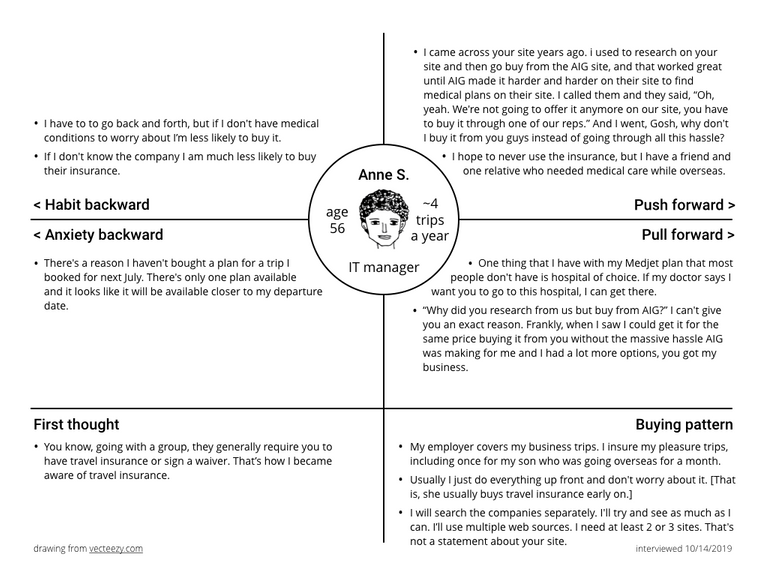 • I came across your site years ago. i used to research on your
site and then go buy from the AIG site, and that worked great
until AIG made it harder and harder on their site to find
medical plans on their site. I called them and they said, “Oh,
yeah. We're not going to offer it anymore on our site, you have
to buy it through one of our reps.” And I went, Gosh, why don't
I buy it from you guys instead of going through all this hassle?
• I hope to never use the insurance, but I have a friend and
one relative who needed medical care while overseas.
Push forward >
• I have to to go back and forth, but if I don't have medical
conditions to worry about I’m less likely to buy it.
• If I don't know the company I am much less likely to buy
their insurance.
< Habit backward
Anne S.
age
56
~4
trips
a year
IT manager
< Anxiety backward
• There's a reason I haven't bought a plan for a trip I
booked for next July. There's only one plan available
and it looks like it will be available closer to my departure
date.
Pull forward >
• One thing that I have with my Medjet plan that most
people don't have is hospital of choice. If my doctor says I
want you to go to this hospital, I can get there.
• “Why did you research from us but buy from AIG?” I can't give
you an exact reason. Frankly, when I saw I could get it for the
same price buying it from you without the massive hassle AIG
was making for me and I had a lot more options, you got my
business.
First thought
• You know, going with a group, they generally require you to
have travel insurance or sign a waiver. That’s how I became
aware of travel insurance.
Buying pattern
• My employer covers my business trips. I insure my pleasure trips,
including once for my son who was going overseas for a month.
• Usually I just do everything up front and don't worry about it. [That
is, she usually buys travel insurance early on.]
• I will search the companies separately. I'll try and see as much as I
can. I’ll use multiple web sources. I need at least 2 or 3 sites. That's
not a statement about your site.
drawing from vecteezy.com
interviewed 10/14/2019